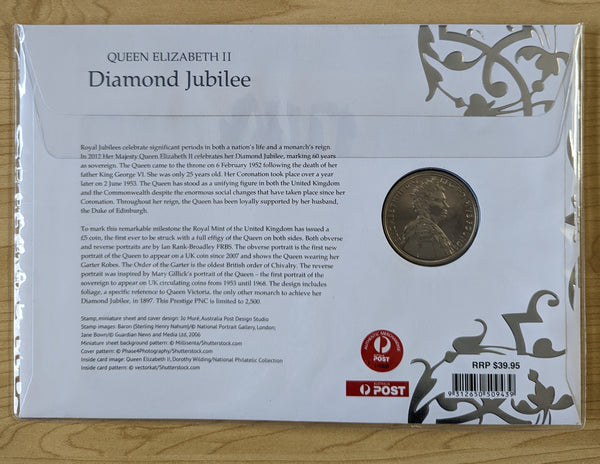 QUEEN ELIZABETH II
Diamond Jubilee
Royal Jubilees celebrate significant periods in both a nation's life and a monarch's reign.
In 2012 Her Majesty Queen Elizabeth II celebrates her Diamond Jubilee, marking 60 years
as sovereign. The Queen came to the throne on 6 February 1952 following the death of her
father King George VI. She was only 25 years old. Her Coronation took place over a year
later on 2 June 1953. The Queen has stood as a unifying figure in both the United Kingdom
and the Commonwealth despite the enormous social changes that have taken place since her
Coronation. Throughout her reign, the Queen has been loyally supported by her husband,
the Duke of Edinburgh.
To mark this remarkable milestone the Royal Mint of the United Kingdom has issued a
£5 coin, the first ever to be struck with a full effigy of the Queen on both sides. Both obverse
and reverse portraits are by Ian Rank-Broadley FRBS. The obverse portrait is the first new
portrait of the Queen to appear on a UK coin since 2007 and shows the Queen wearing her
Garter Robes. The Order of the Garter is the oldest British order of Chivalry. The reverse
portrait was inspired by Mary Gillick's portrait of the Queen – the first portrait of the
sovereign to appear on UK circulating coins from 1953 until 1968. The design includes
foliage, a specific reference to Queen Victoria, the only other monarch to achieve her
Diamond Jubilee, in 1897. This Prestige PNC is limited to 2,500.
Stamp, miniature sheet and cover design: Jo Murè, Australia Post Design Studio
Stamp images: Baron (Sterling Henry Nahum)/© National Portrait Gallery, London;
Jane Bown/© Guardian News and Media Ltd, 2006
Miniature sheet background pattern: © Millisenta/Shutterstock.com
Cover pattern: © Phase4Photography/Shutterstock.com
Inside card image: Queen Elizabeth II, Dorothy Wilding/National Philatelic Collection
Inside card pattern: © vectorkat/Shutterstock.com
AUTHENTIC MERCHANDISE
POST
AUSTRALIA
POST
RRP $39.95
9 312650 509439